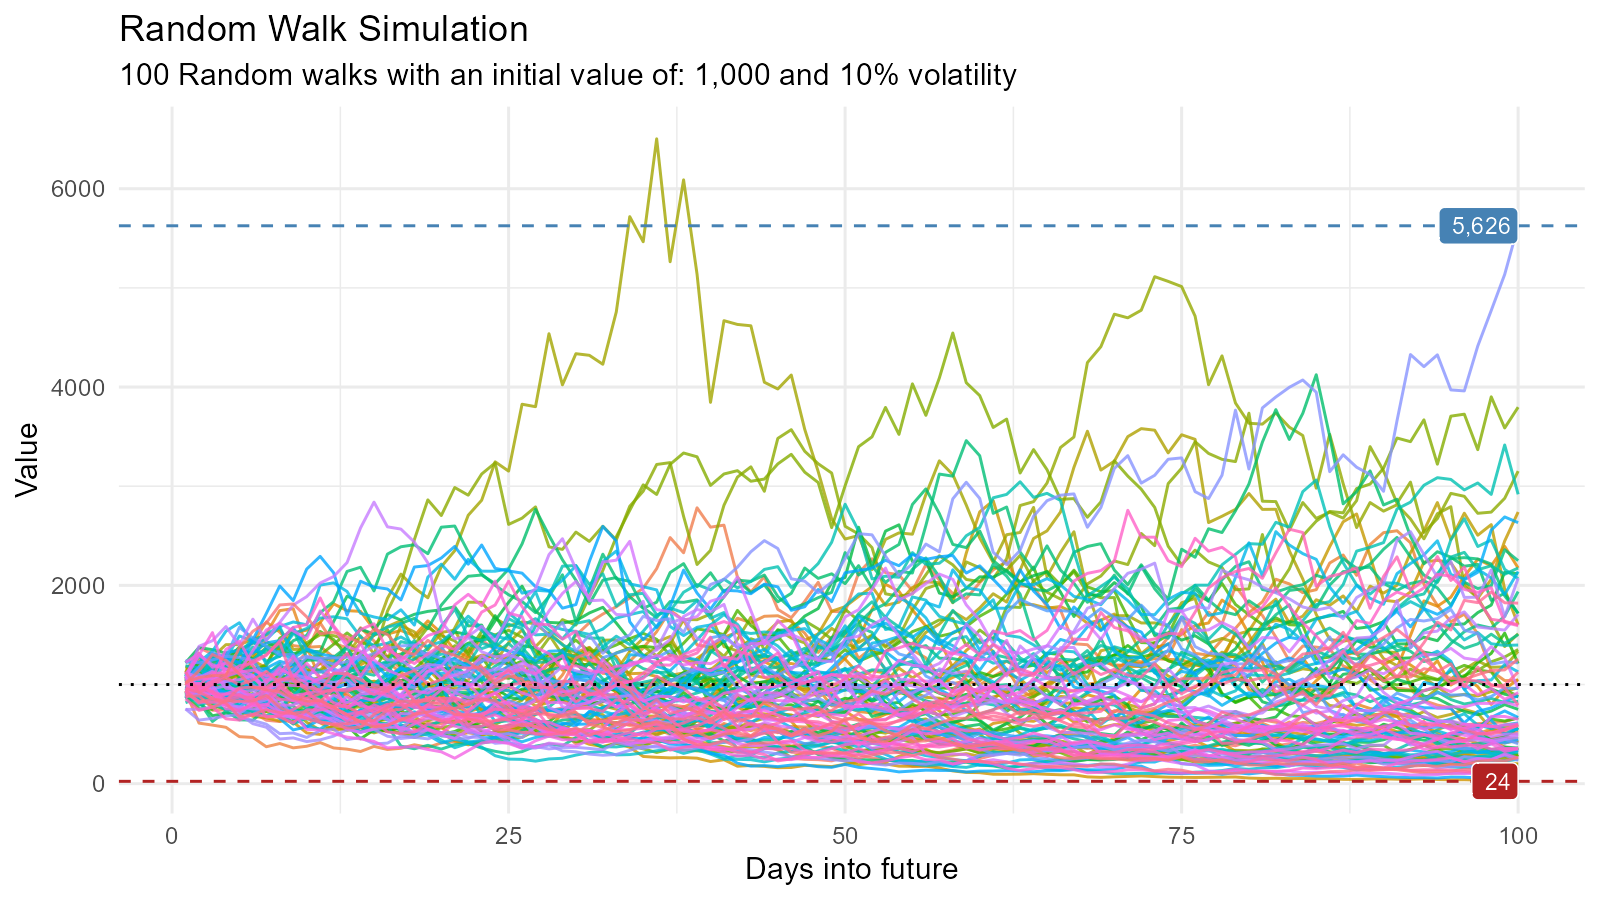 Random Walk Simulation
100 Random walks with an initial value of: 1,000 and 10% volatility
Value
6000
4000
2000
0
5,626
24
0 25 50 75 100
Days into future